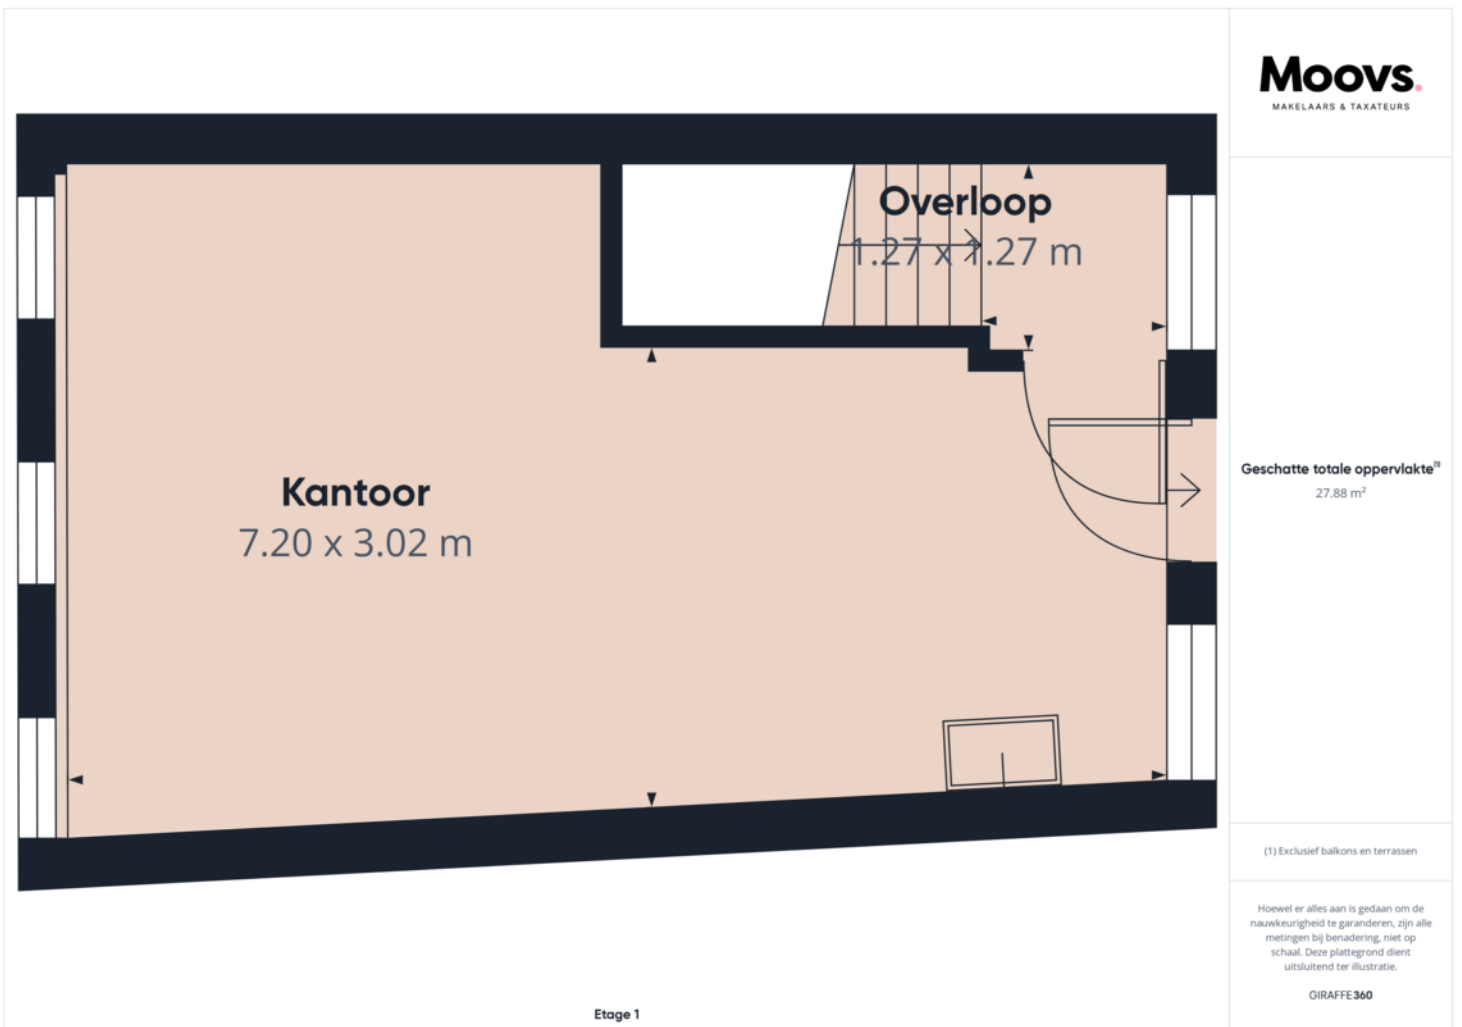 Moovs.
MAKELAARS & TAXATEURS
Overloop
1.27 x 1.27 m
Kantoor
7.20 x 3.02 m
Geschatte totale oppervlakte(1)
27.88 m²
(1) Exclusief balkons en terrassen
Hoewel er alles aan is gedaan om de
nauwkeurigheid te garanderen, zijn alle
metingen bij benadering, niet op
schaal. Deze plattegrond dient
uitsluitend ter illustratie.
GIRAFFE360
Etage 1